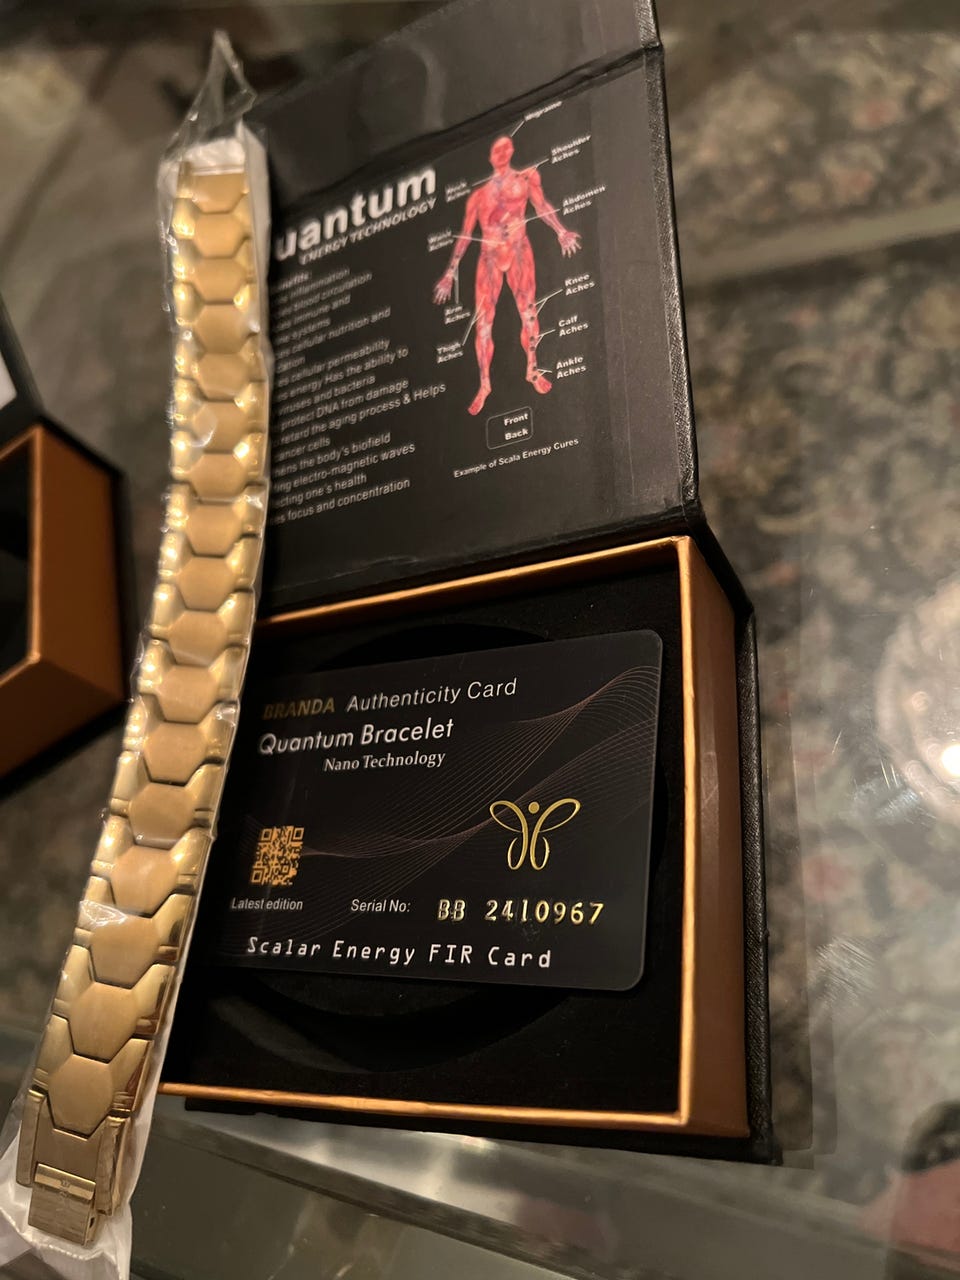 uantum
ENERGY TECHNOLOGY
inflammation
blood circulation
immune and
systems
cellular nutrition and
cellular permeability
energy Has the ability to
viruses and bacteria
protect DNA from damage
retard the aging process & Helps
cancer cells
the body's biofield
electro-magnetic waves
one's health
focus and concentration
Migraine
Shoulder
Aches
Abdomen
Aches
Aches
Aches
Arm
Aches
Thigh
Aches
Knee
Aches
Calf
Aches
Ankle
Aches
Front
Back
Example of Scala Energy Cures
BRANDA Authenticity Card
Quantum Bracelet
Nano Technology
Latest edition
Serial No: BB 2410967
Scalar Energy FIR Card